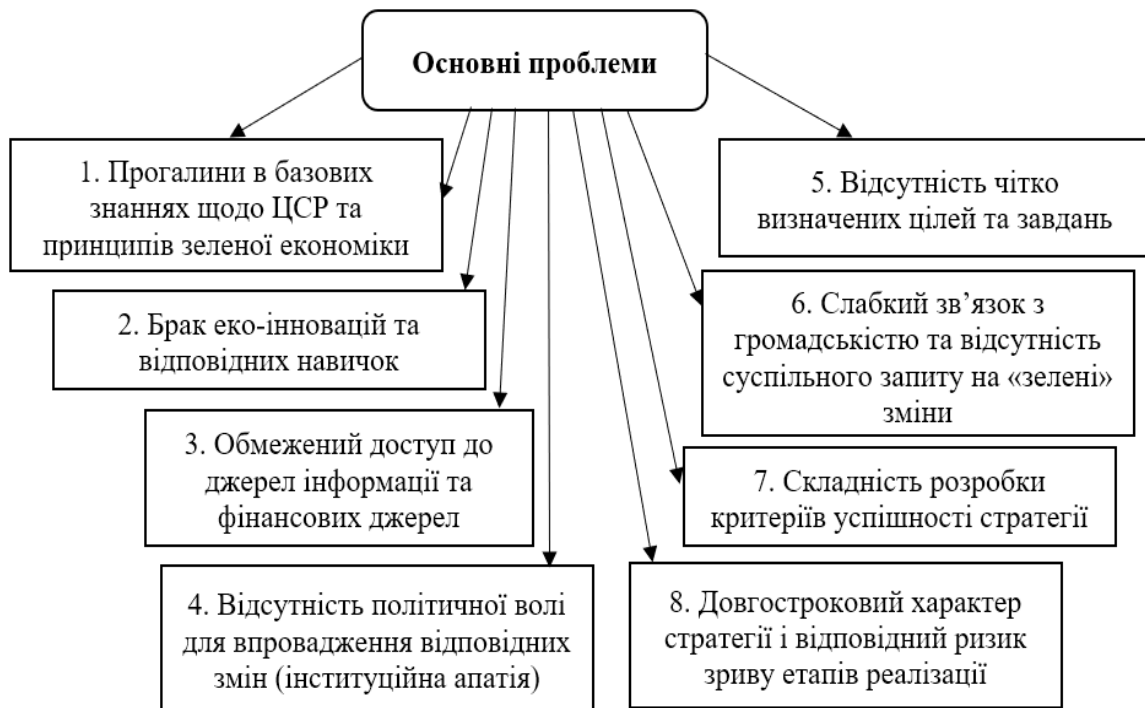 Основні проблеми
1. Прогалини в базових
знаннях щодо ЦСР та
принципів зеленої економіки
2. Брак еко-інновацій та
відповідних навичок
3. Обмежений доступ до
джерел інформації та
фінансових джерел
4. Відсутність політичної волі
для впровадження відповідних
змін (інституційна апатія)
5. Відсутність чітко
визначених цілей та завдань
6. Слабкий зв’язок з
громадськістю та відсутність
суспільного запиту на «зелені»
зміни
7. Складність розробки
критеріїв успішності стратегії
8. Довгостроковий характер
стратегії і відповідний ризик
зриву етапів реалізації